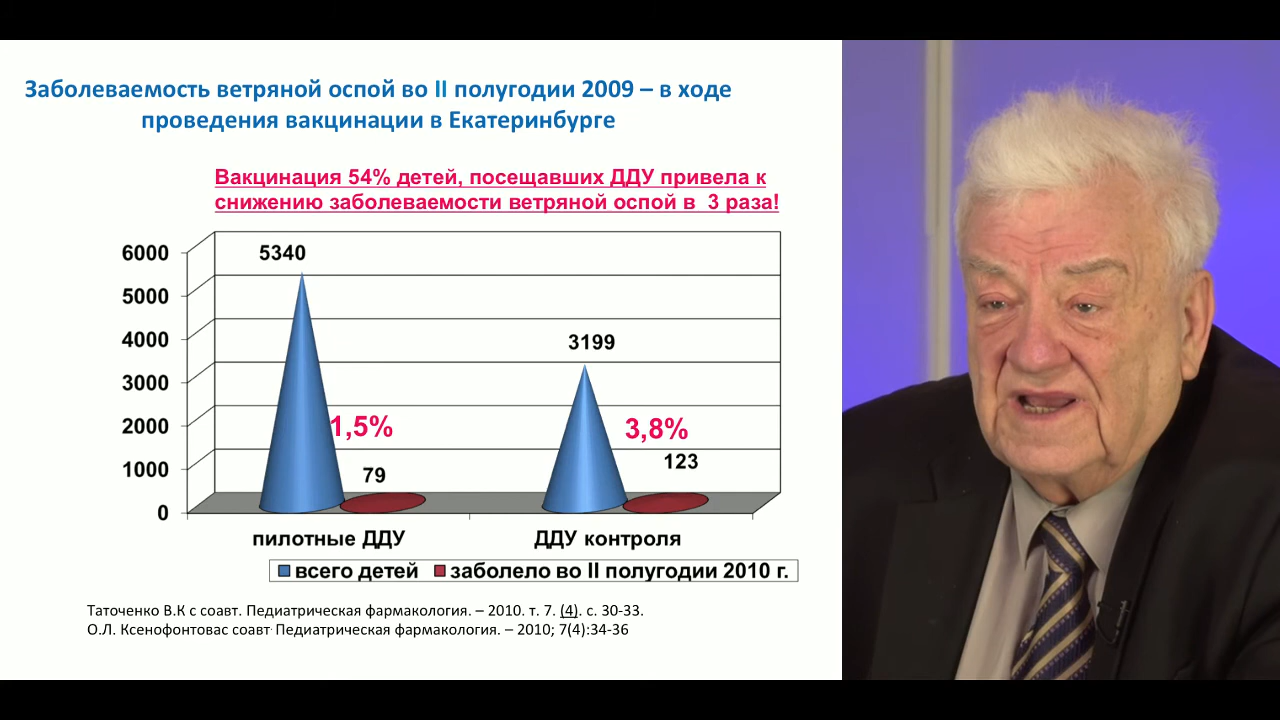 Заболеваемость ветряной оспой во II полугодии 2009 – в ходе
проведения вакцинации в Екатеринбурге
Вакцинация 54% детей, посещавших ДДУ привела к
снижению заболеваемости ветряной оспой в 3 раза!
6000
5000
4000
3000
2000
1000
0
5340
1,5%
79
3199
3,8%
123
пилотные ДДУ
ДДУ контроля
всего детей
заболело во II полугодии 2010 г.
Таточенко В.К с соавт. Педиатрическая фармакология. – 2010. т. 7. (4). с. 30-33.
О.Л. Ксенофонтовас соавт Педиатрическая фармакология. – 2010; 7(4):34-36